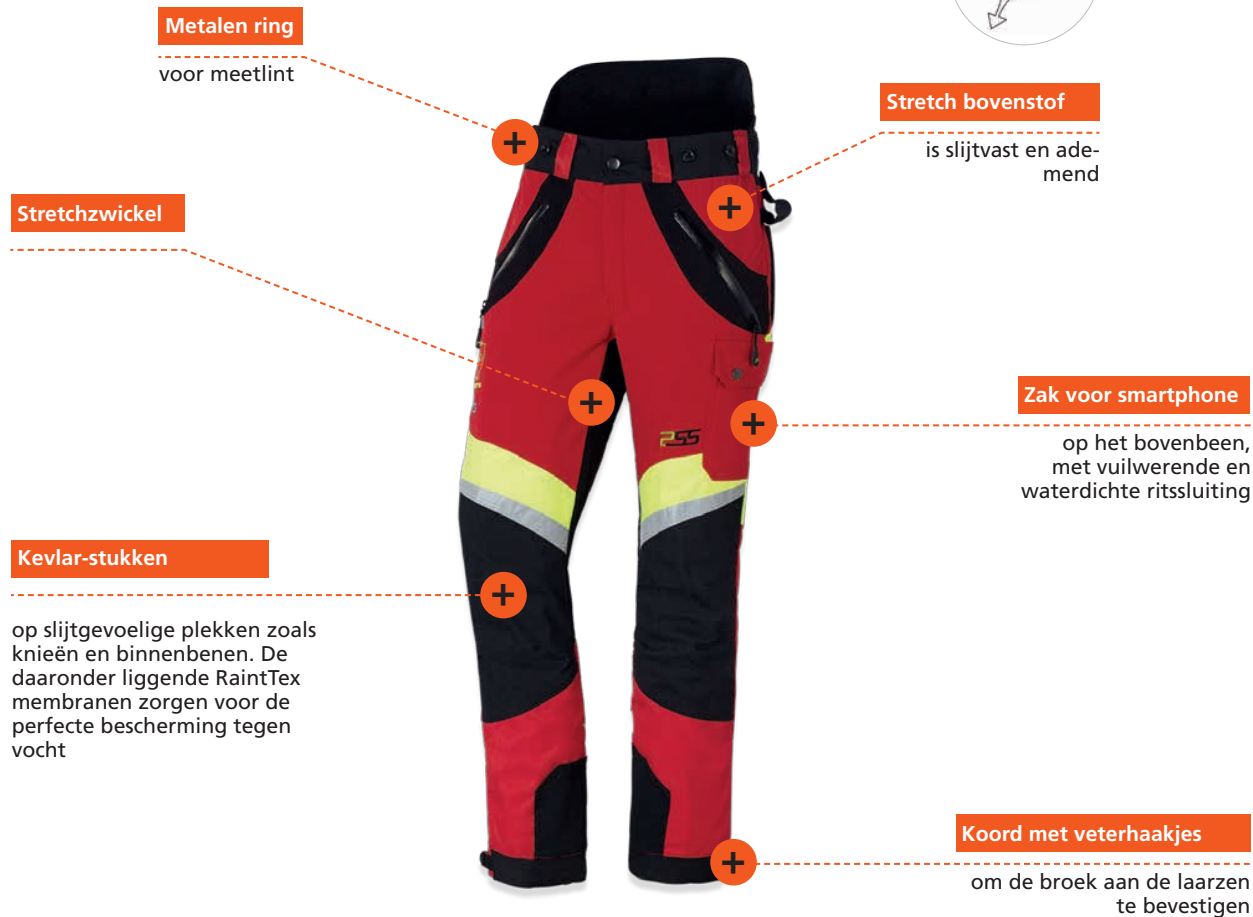 Metalen ring
voor meetlint
Stretch bovenstof
is slijtvast en ade-
mend
Stretchzwickel
Zak voor smartphone
op het bovenbeen,
met vuilwerende en
waterdichte ritssluiting
PSS
Kevlar-stukken
op slijtgevoelige plekken zoals
knieën en binnenbenen. De
daaronder liggende RaintTex
membranen zorgen voor de
perfecte bescherming tegen
vocht
Koord met veterhaakjes
om de broek aan de laarzen
te bevestigen